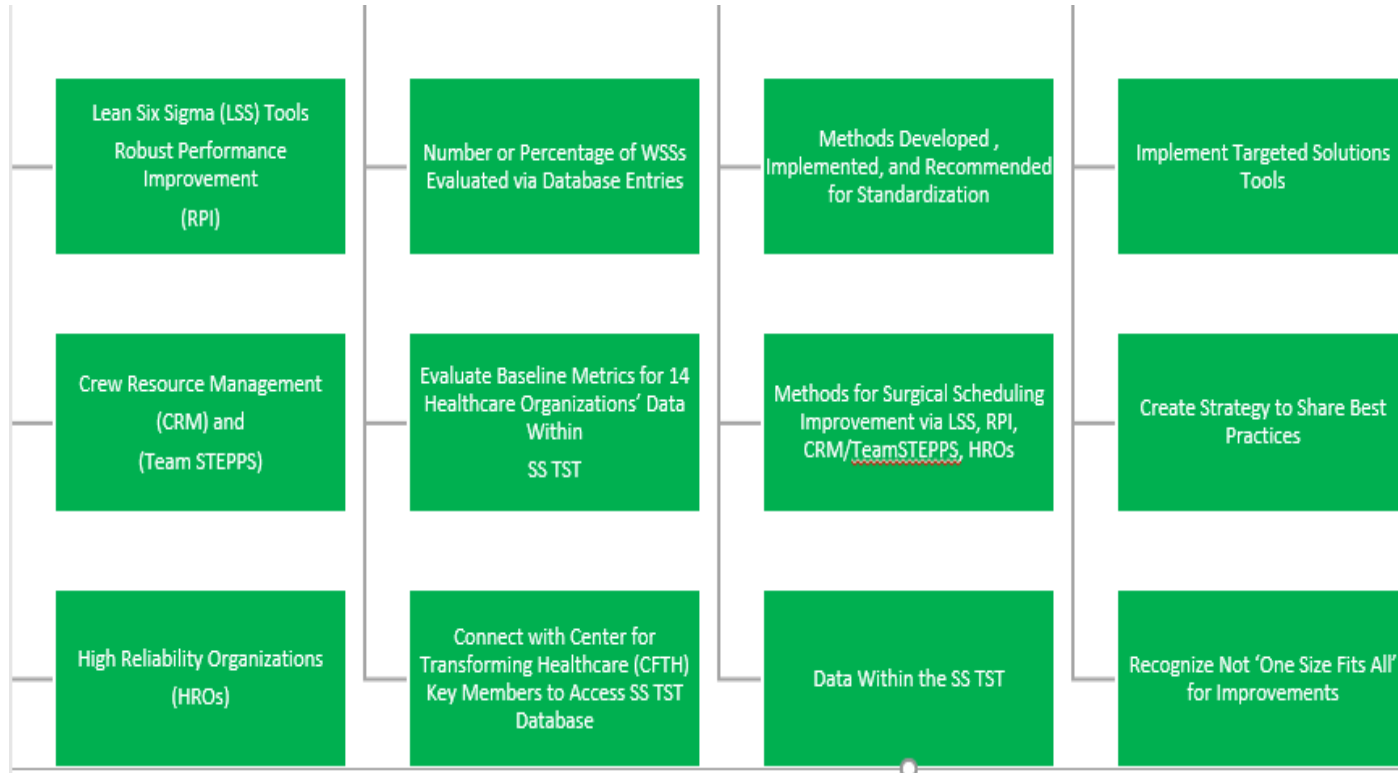 Lean Six Sigma (LSS) Tools
Robust Performance
Improvement
(RPI)
Number or Percentage of WSSs
Evaluated via Database Entries
Methods Developed ,
Implemented, and Recommended
for Standardization
Implement Targeted Solutions
Tools
Crew Resource Management
(CRM) and
(Team STEPPS)
Evaluate Baseline Metrics for 14
Healthcare Organizations’ Data
Within
SS TST
Methods for Surgical Scheduling
Improvement via LSS, RPI,
CRM/TeamSTEPPS, HROs
Create Strategy to Share Best
Practices
High Reliability Organizations
(HROs)
Connect with Center for
Transforming Healthcare (CFTH)
Key Members to Access SS TST
Database
Data Within the SS TST
Recognize Not ‘One Size Fits All’
for Improvements